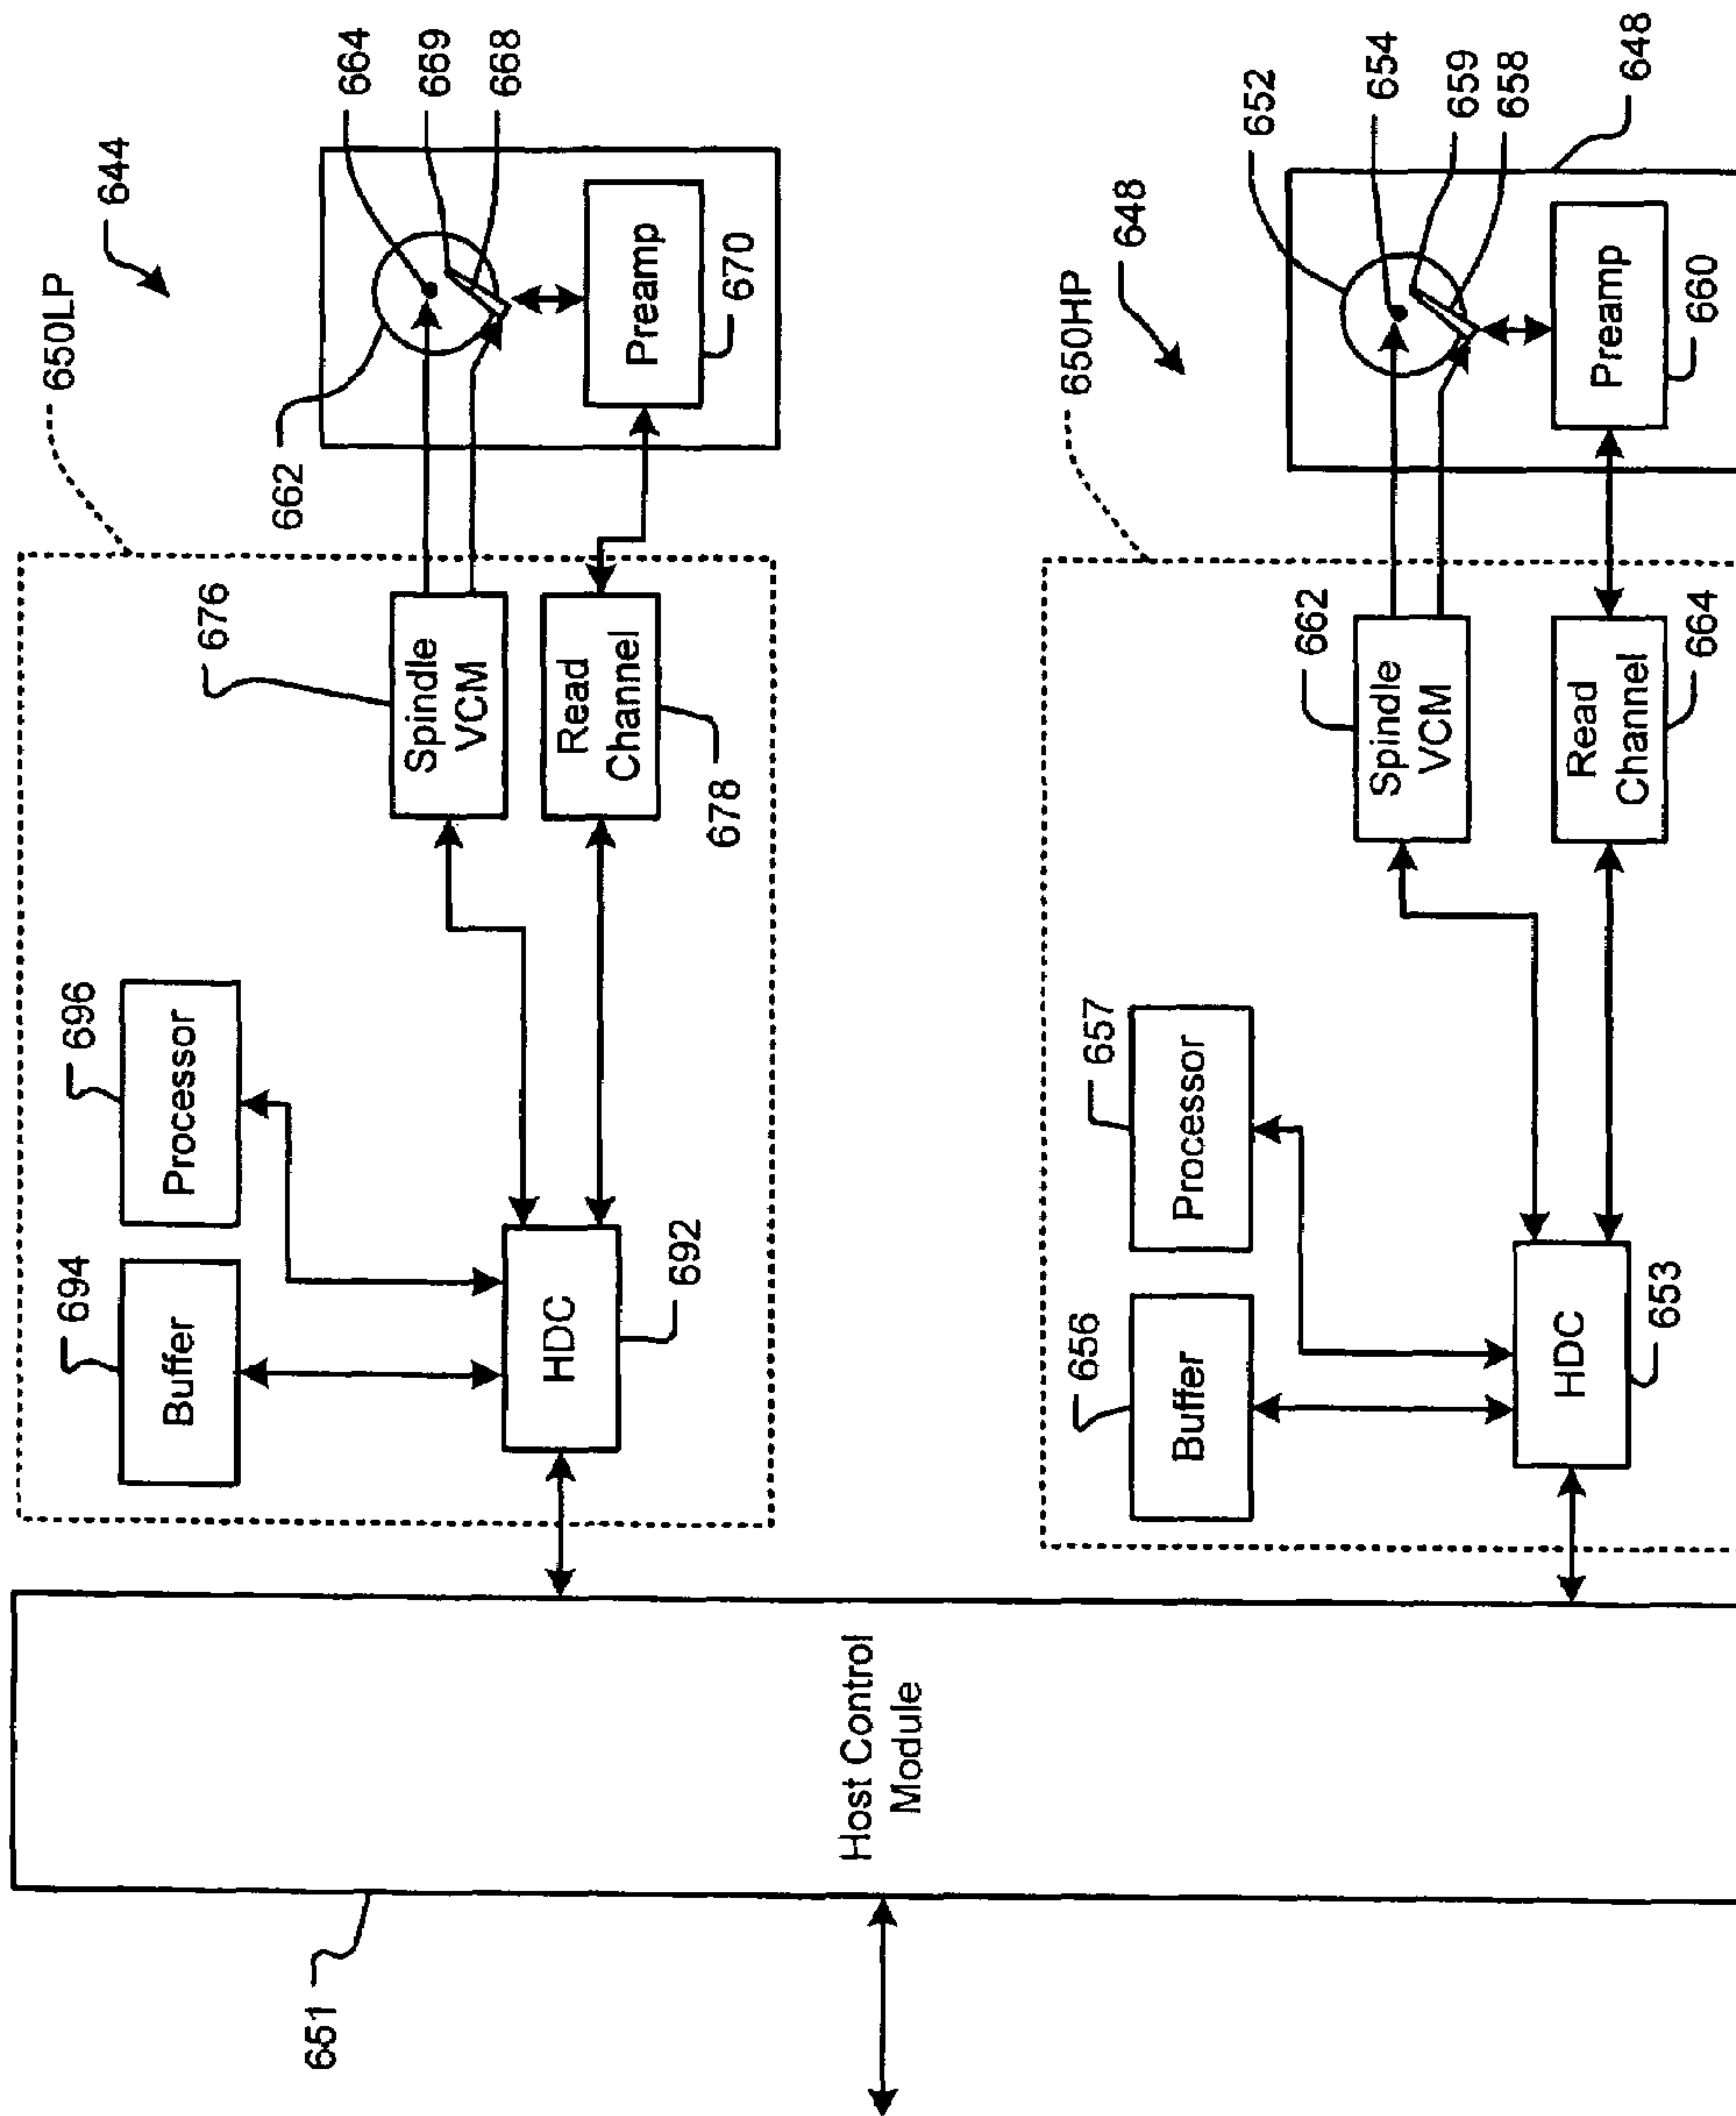 644
650LP
664
669
668
662
676
696
694
Buffer
Processor
Spindle
VCM
Read
Channel
678
Preamp
670
HDC
692
651
Host Control
Module
648
650HP
652
654
659
658
648
662
657
656
Buffer
Processor
Spindle
VCM
Read
Channel
664
Preamp
660
HDC
653